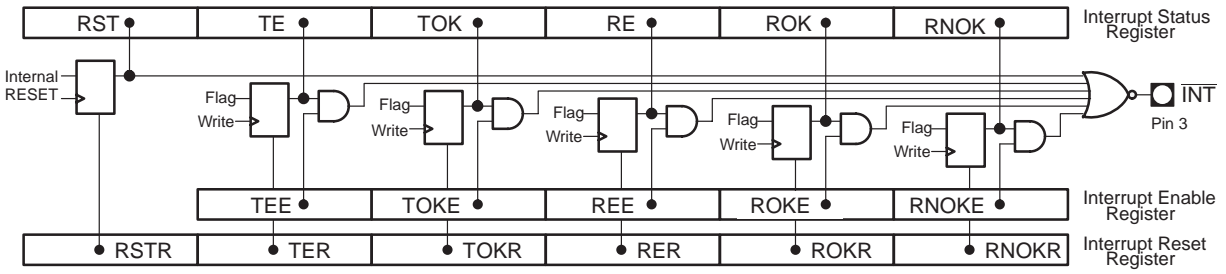 RST TE TOK RE ROK RNOK Interrupt Status
Register
Internal
RESET
Flag
Write
Flag
Write
Flag
Write
Flag
Write
Flag
Write
INT
Pin 3
TEE TOKE REE ROKE RNOKE Interrupt Enable
Register
RSTR TER TOKR RER ROKR RNOKR Interrupt Reset
Register